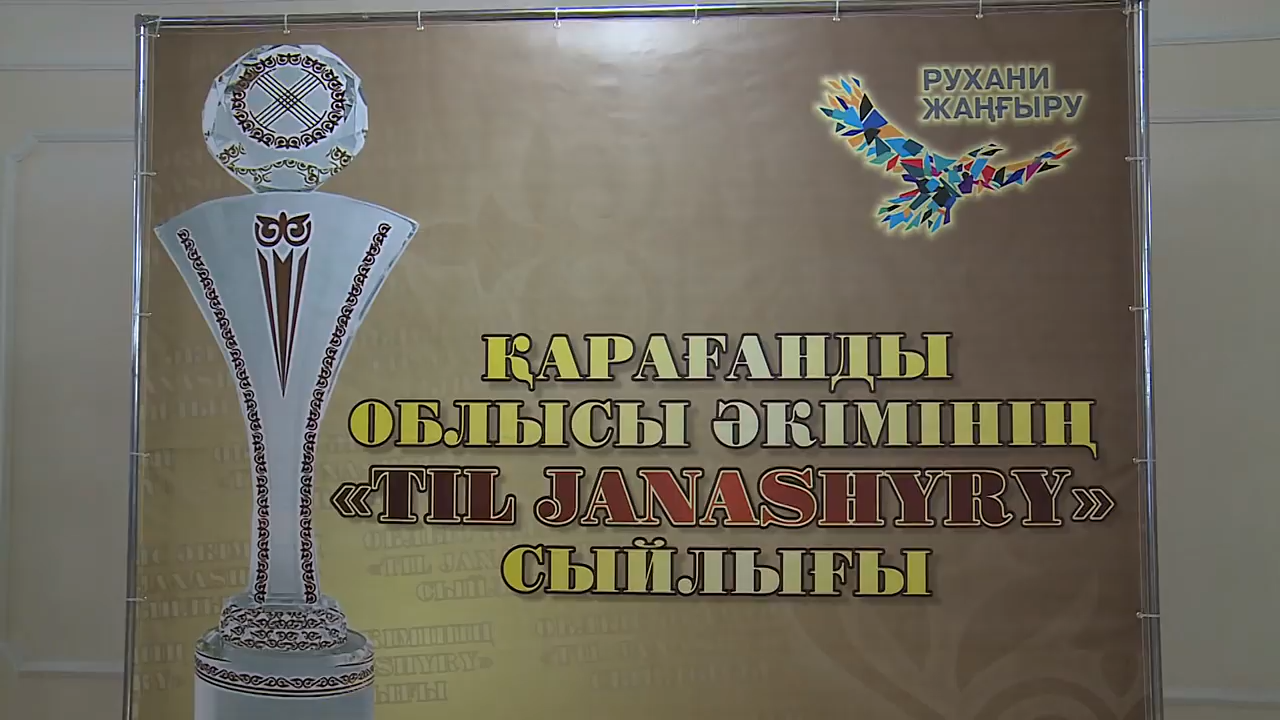 РУХАНИ
ЖАҢҒЫРУ
ҚАРАҒАНДЫ
ОБЛЫСЫ ӘКІМІНІҢ
«TIL JANASHYRY»
СЫЙЛЫҒЫ